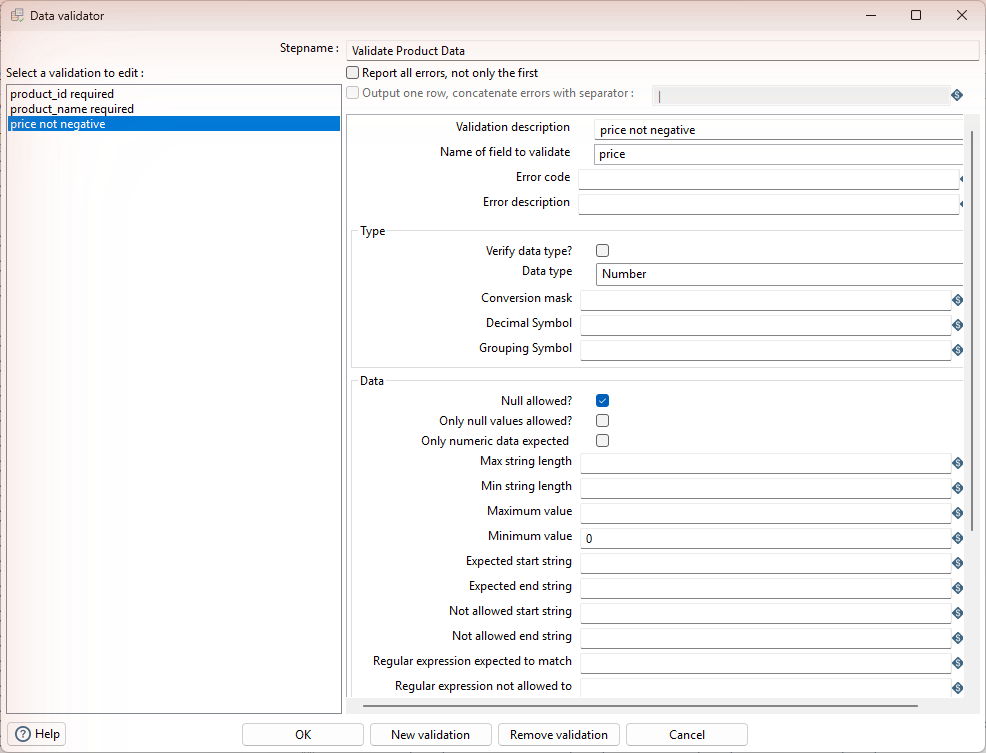 Data validator
Stepname :
Validate Product Data
Select a validation to edit :
Report all errors, not only the first
product_id required
product_name required
price not negative
Output one row, concatenate errors with separator :
|
Validation description
price not negative
Name of field to validate
price
Error code
Error description
Type
Verify data type?
Data type
Number
Conversion mask
Decimal Symbol
Grouping Symbol
Data
Null allowed?
Only null values allowed?
Only numeric data expected
Max string length
Min string length
Maximum value
Minimum value
0
Expected start string
Expected end string
Not allowed start string
Not allowed end string
Regular expression expected to match
Regular expression not allowed to
Help
OK
New validation
Remove validation
Cancel